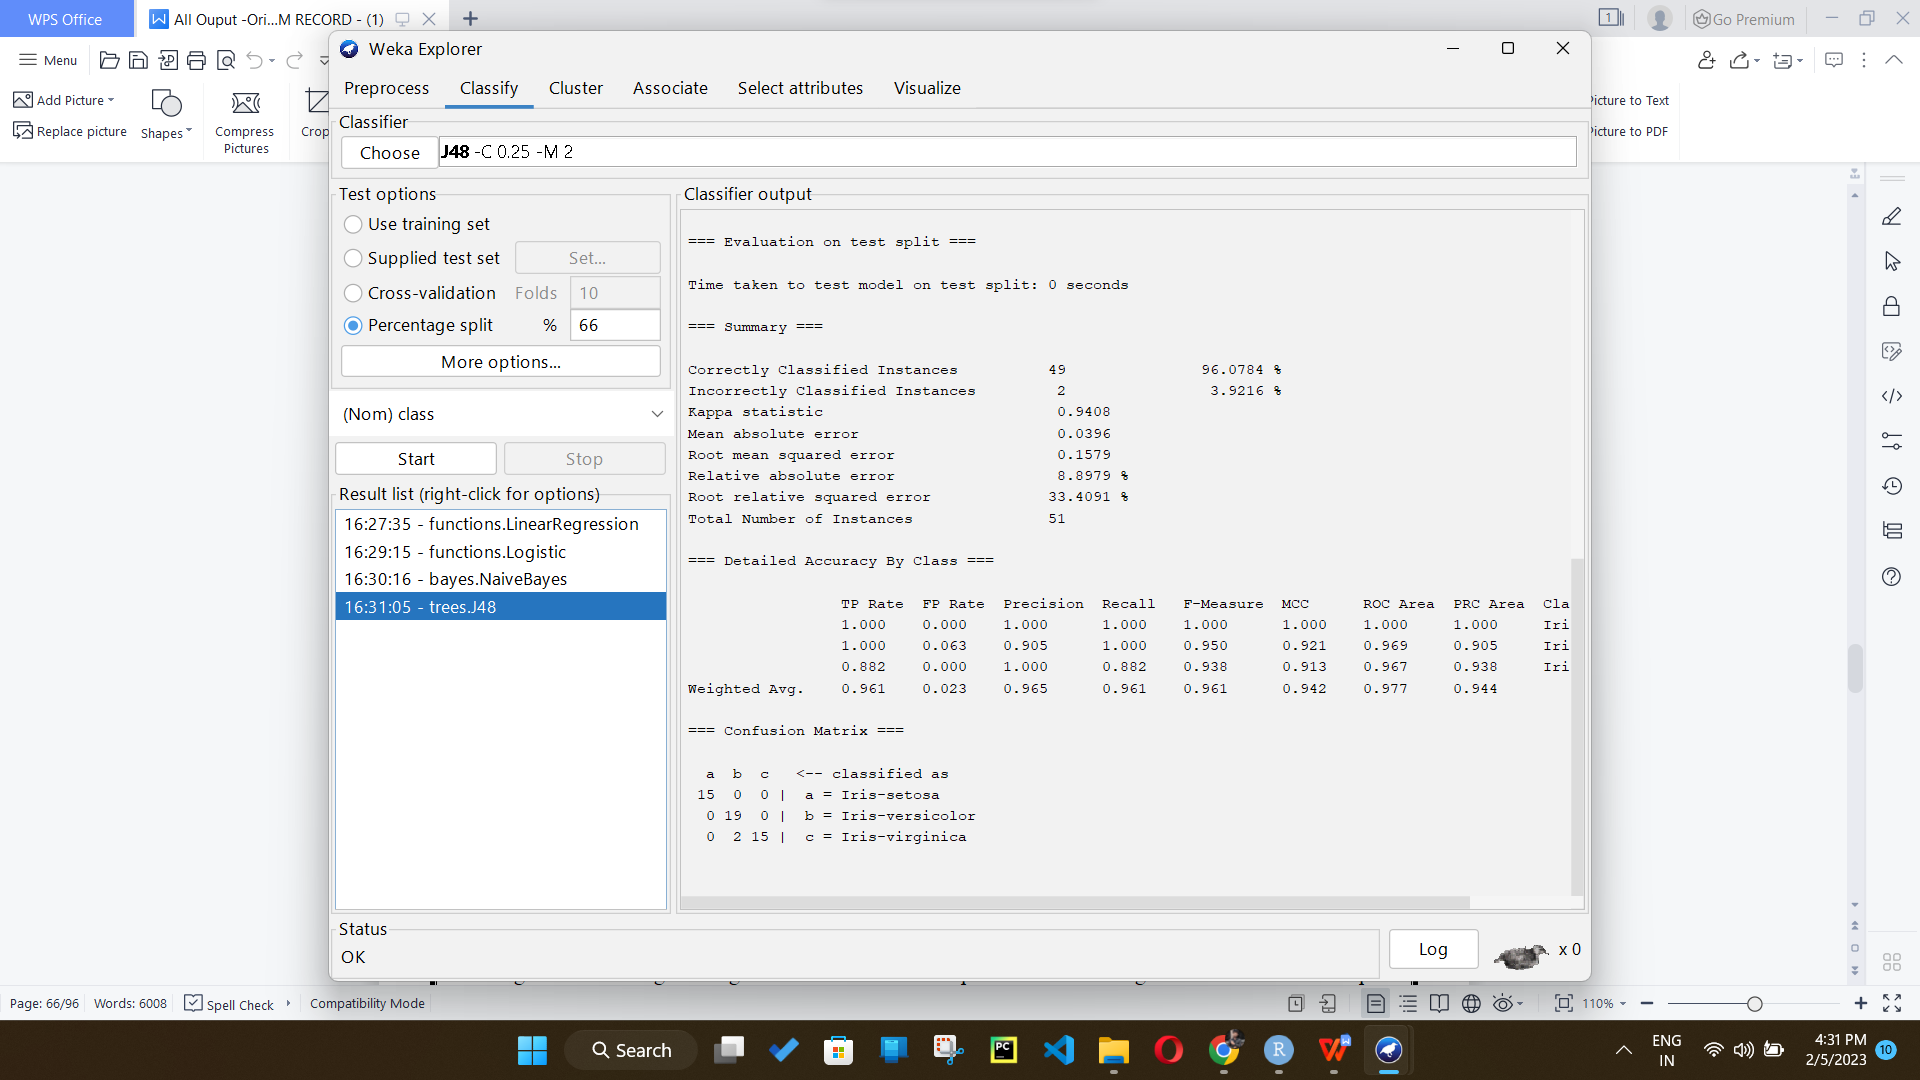 WPS Office
All Ouput -Ori...M RECORD - (1)
Go Premium
Menu
Add Picture
Replace picture
Shapes
Compress
Pictures
Crop
Picture to Text
Picture to PDF
Weka Explorer
Preprocess Classify Cluster Associate Select attributes Visualize
Classifier
Choose J48 -C 0.25 -M 2
Test options
Use training set
Supplied test set Set...
Cross-validation Folds 10
Percentage split % 66
More options...
(Nom) class
Start Stop
Result list (right-click for options)
16:27:35 - functions.LinearRegression
16:29:15 - functions.Logistic
16:30:16 - bayes.NaiveBayes
16:31:05 - trees.J48
Classifier output
=== Evaluation on test split ===
Time taken to test model on test split: 0 seconds
=== Summary ===
Correctly Classified Instances 49 96.0784 %
Incorrectly Classified Instances 2 3.9216 %
Kappa statistic 0.9408
Mean absolute error 0.0396
Root mean squared error 0.1579
Relative absolute error 8.8979 %
Root relative squared error 33.4091 %
Total Number of Instances 51
=== Detailed Accuracy By Class ===
TP Rate FP Rate Precision Recall F-Measure MCC ROC Area PRC Area Cla
1.000 0.000 1.000 1.000 1.000 1.000 1.000 1.000 Iri
1.000 0.063 0.905 1.000 0.950 0.921 0.969 0.905 Iri
0.882 0.000 1.000 0.882 0.938 0.913 0.967 0.938 Iri
Weighted Avg. 0.961 0.023 0.965 0.961 0.961 0.942 0.977 0.944
=== Confusion Matrix ===
a b c <-- classified as
15 0 0 | a = Iris-setosa
0 19 0 | b = Iris-versicolor
0 2 15 | c = Iris-virginica
Status
OK
Log
x 0
Page: 66/96 Words: 6008 Spell Check Compatibility Mode
110%
Search
ENG
IN
4:31 PM
2/5/2023
10